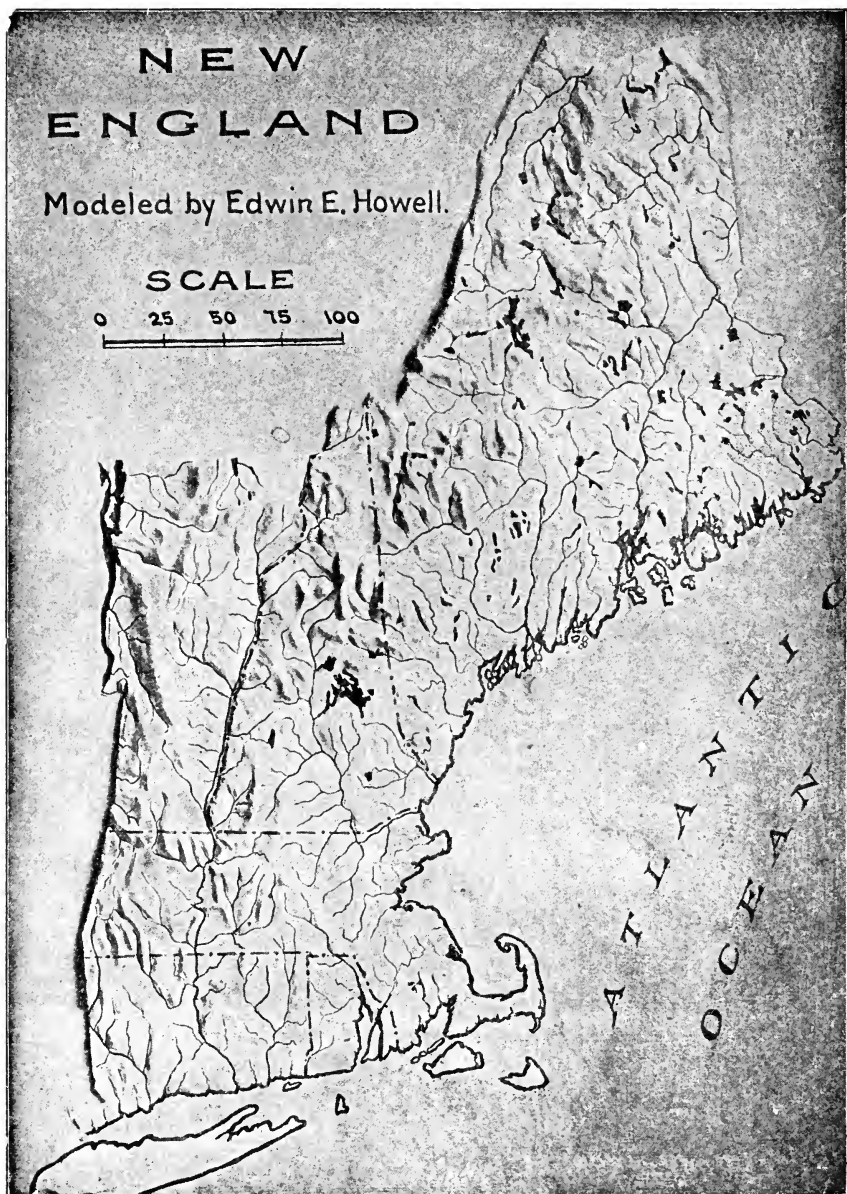 NEW
ENGLAND
Modeled by Edwin E. Howell.
SCALE
0 25 50 75 100
ATLANTIC
OCEAN